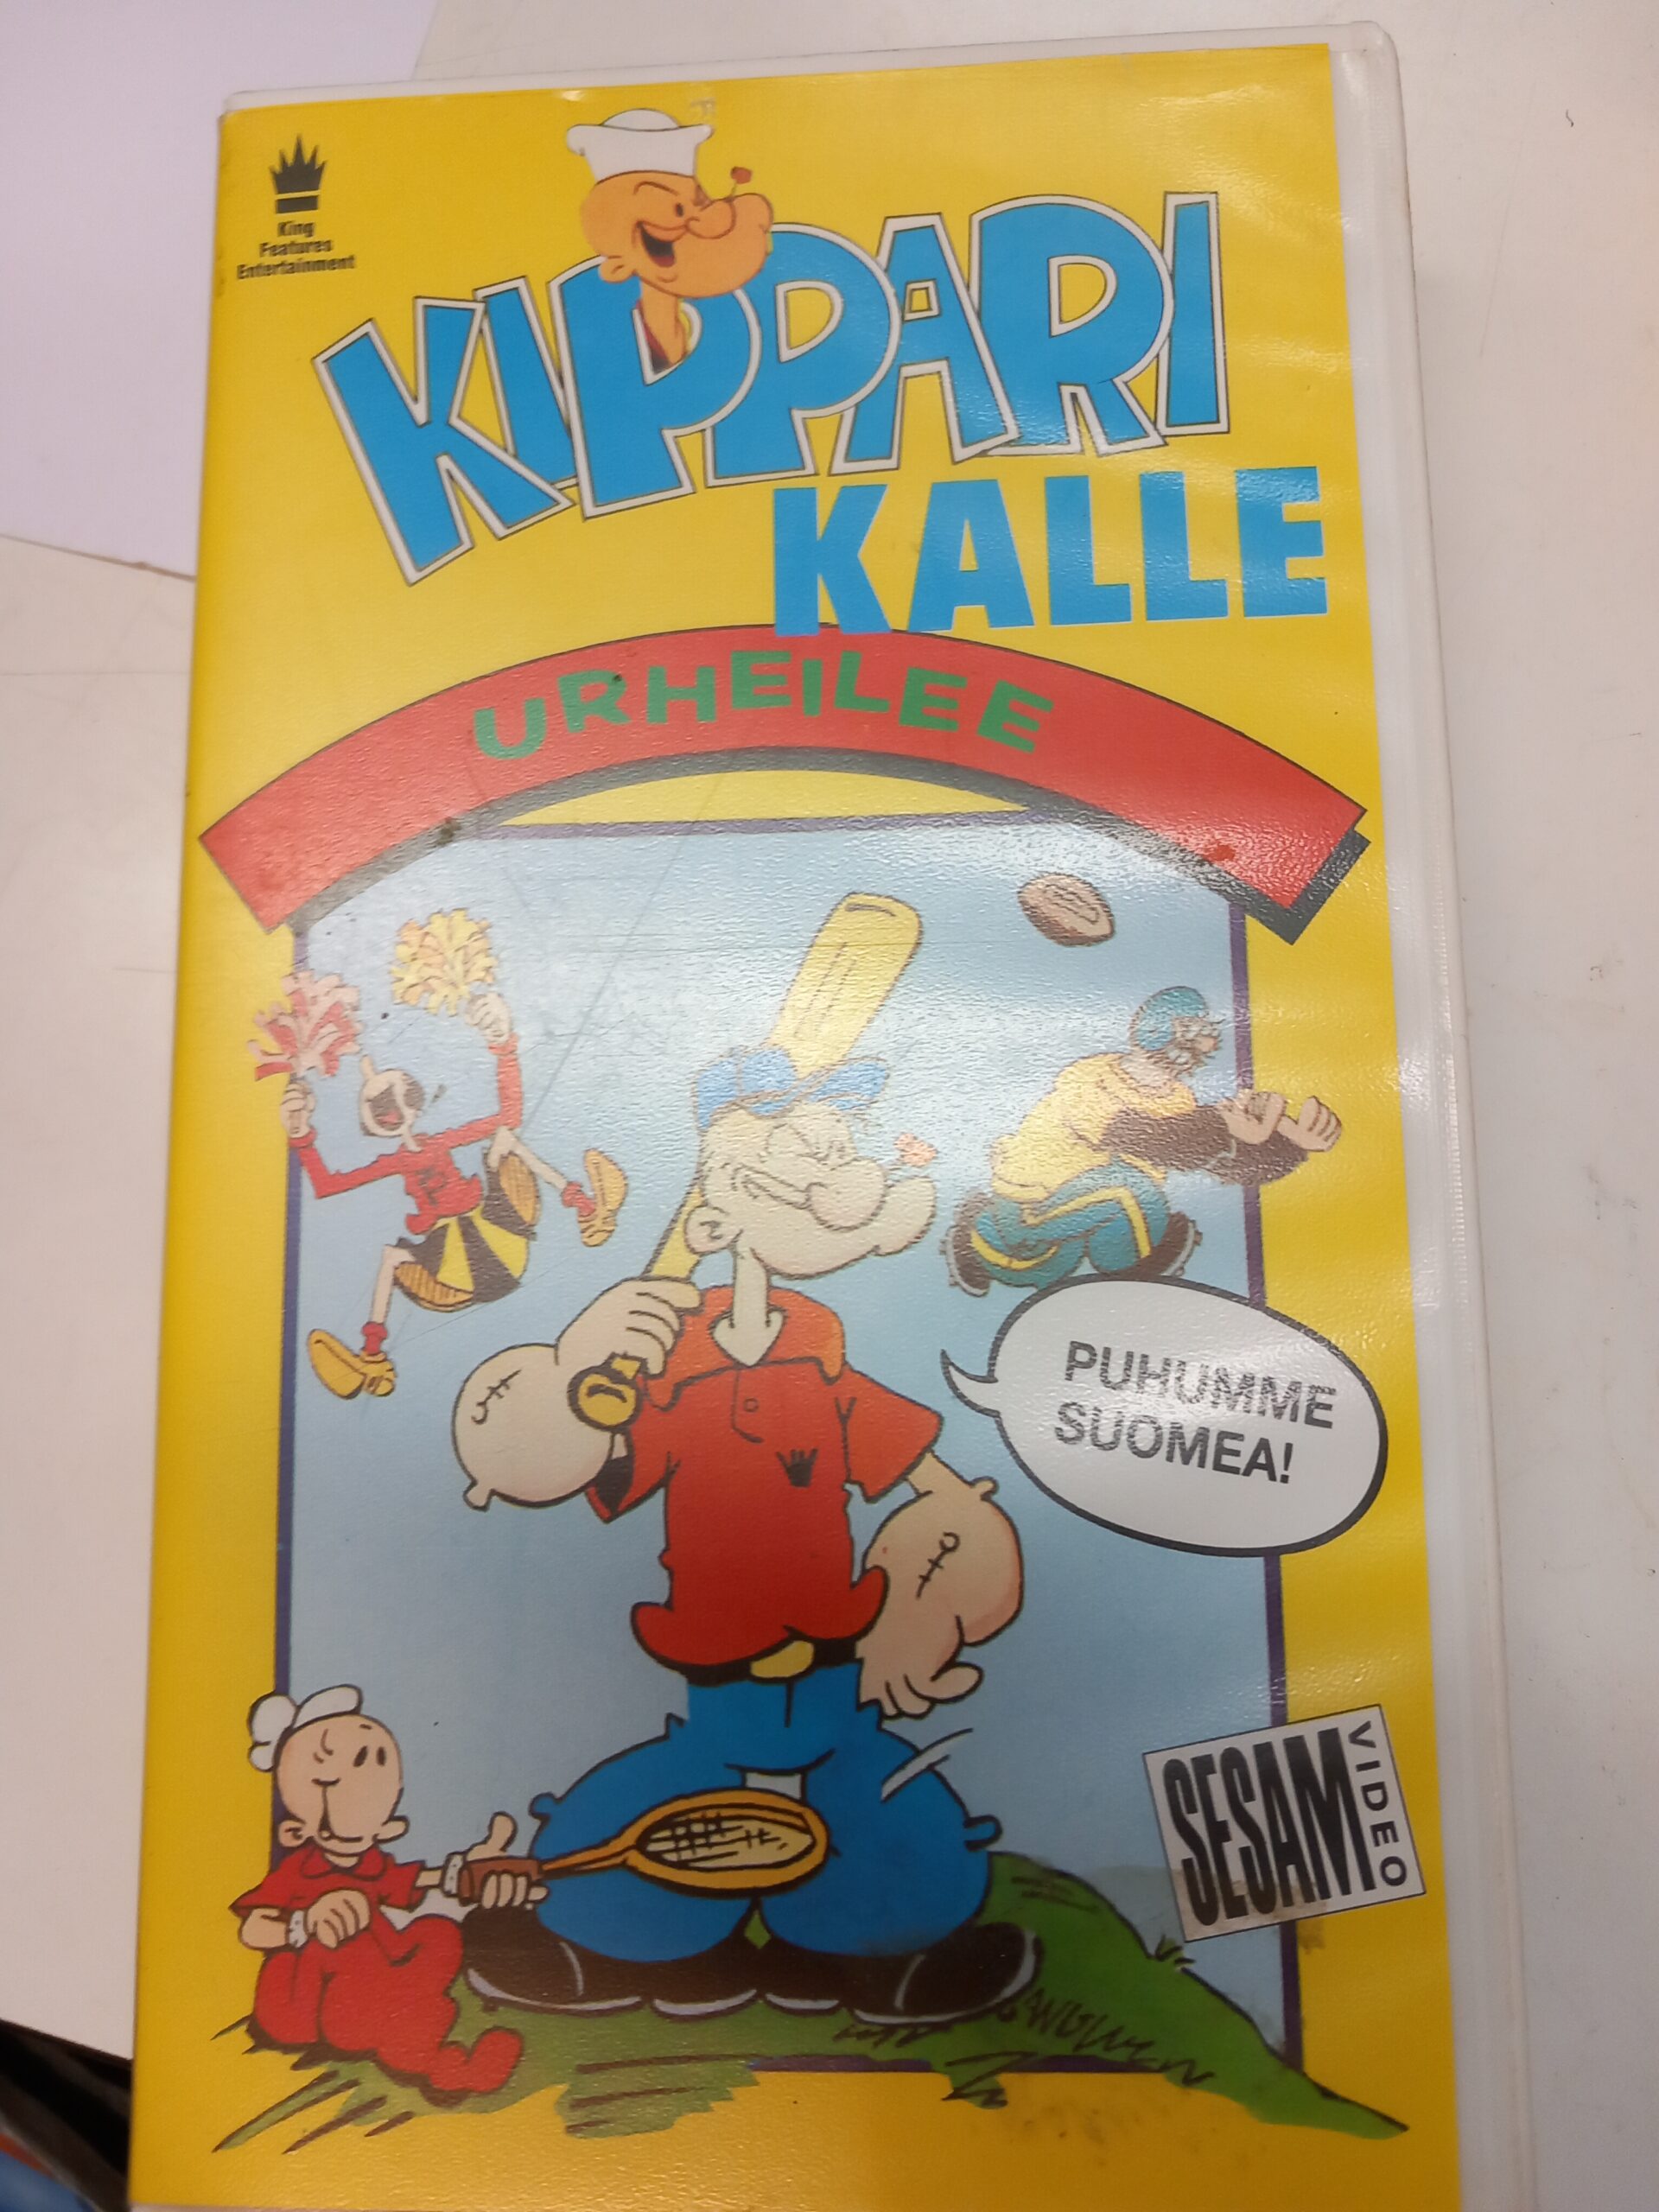 King
Features
Entertainment
KIPPARI
KALLE
URHEILEE
PUHUMME
SUOMEA!
SESAM
VIDEO